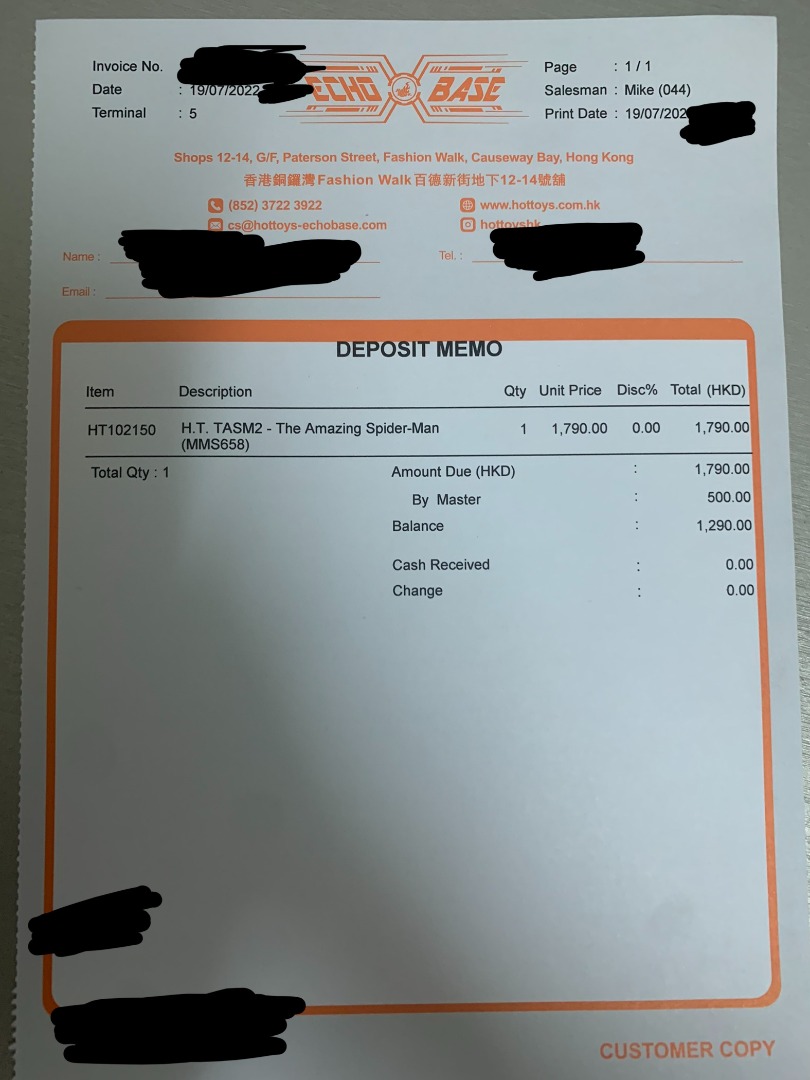 Invoice No.
Date : 19/07/2022
Terminal : 5
ECHO BASE
Page : 1 / 1
Salesman : Mike (044)
Print Date : 19/07/202
Shops 12-14, G/F, Paterson Street, Fashion Walk, Causeway Bay, Hong Kong
香港銅鑼灣Fashion Walk百德新街地下12-14號舖
(852) 3722 3922 www.hottoys.com.hk
cs@hottoys-echobase.com hottoyshk
Name : Tel. :
Email :
DEPOSIT MEMO
Item Description Qty Unit Price Disc% Total (HKD)
HT102150 H.T. TASM2 - The Amazing Spider-Man 1 1,790.00 0.00 1,790.00
(MMS658)
Total Qty : 1 Amount Due (HKD) : 1,790.00
By Master : 500.00
Balance : 1,290.00
Cash Received : 0.00
Change : 0.00
CUSTOMER COPY